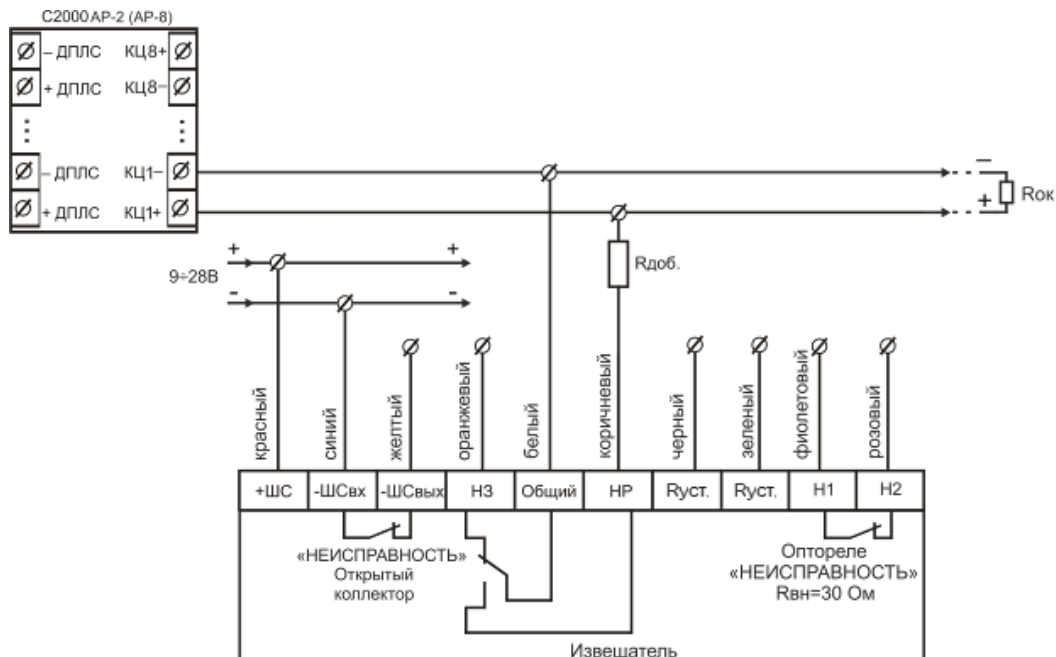 С2000 АР-2 (АР-8)
– ДПЛС КЦ8+
+ ДПЛС КЦ8–
– ДПЛС КЦ1–
+ ДПЛС КЦ1+
–
+
Rок
+ +
9÷28В
- -
Rдоб.
красный
синий
желтый
оранжевый
белый
коричневый
черный
зеленый
фиолетовый
розовый
+ШС -ШСвх -ШСвых НЗ Общий НР Rуст. Rуст. Н1 Н2
«НЕИСПРАВНОСТЬ»
Открытый
коллектор
Оптореле
«НЕИСПРАВНОСТЬ»
Rвн=30 Ом
Извещатель